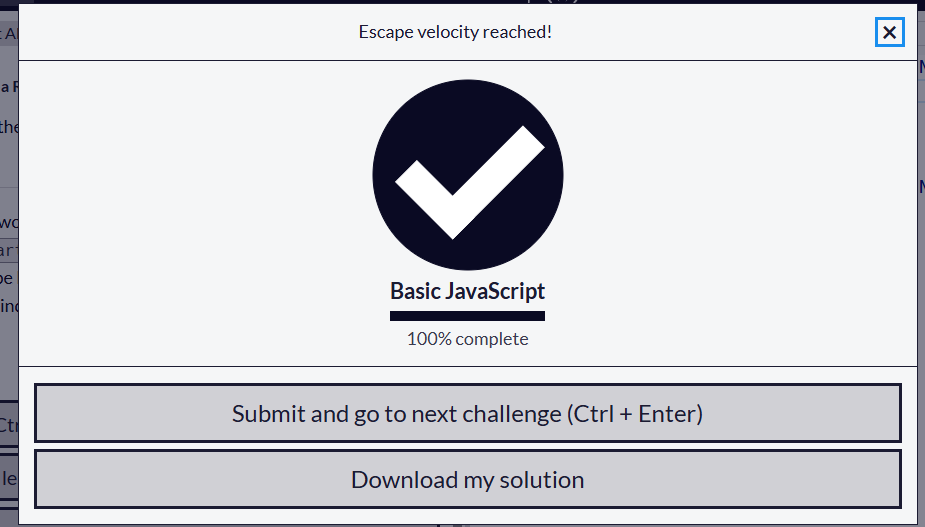 Escape velocity reached!
Basic JavaScript
100% complete
Submit and go to next challenge (Ctrl + Enter)
Download my solution